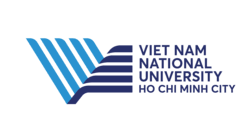 VIET NAM
NATIONAL
UNIVERSITY
HO CHI MINH CITY